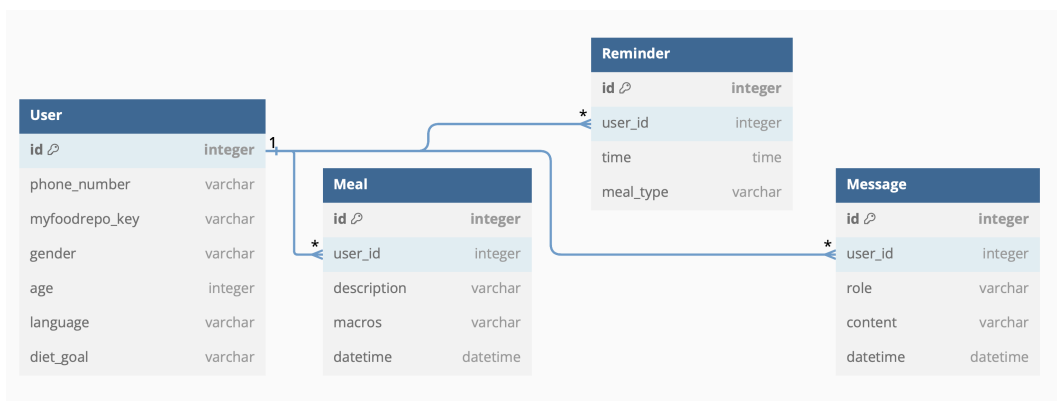 User
id integer
phone_number varchar
myfoodrepo_key varchar
gender varchar
age integer
language varchar
diet_goal varchar
1
*
Meal
id integer
user_id integer
description varchar
macros varchar
datetime datetime
*
Reminder
id integer
user_id integer
time time
meal_type varchar
*
Message
id integer
user_id integer
role varchar
content varchar
datetime datetime